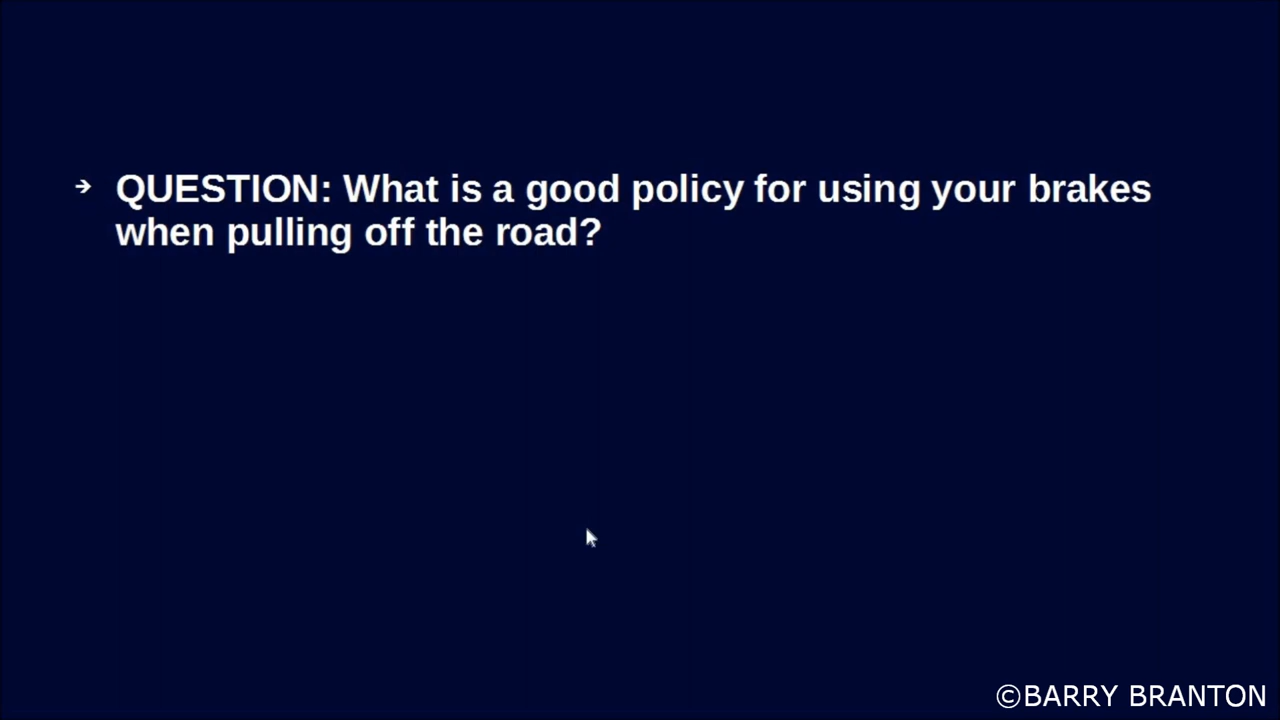 ➔ QUESTION: What is a good policy for using your brakes
when pulling off the road?
©BARRY BRANTON